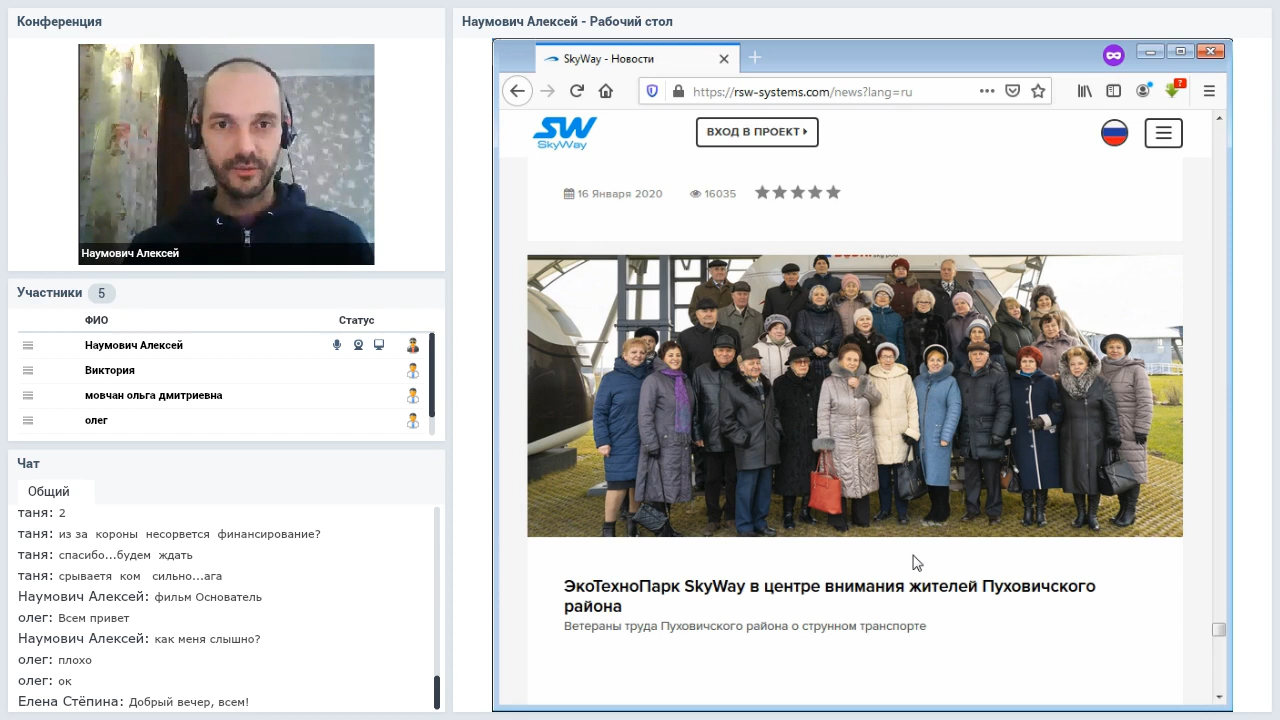 Конференция
Наумович Алексей
Участники 5
ФИО Статус
Наумович Алексей
Виктория
мовчан ольга дмитриевна
олег
Чат
Общий
таня: 2
таня: из за короны несорвется финансирование?
таня: спасибо...будем ждать
таня: срываетя ком сильно...ага
Наумович Алексей: фильм Основатель
олег: Всем привет
Наумович Алексей: как меня слышно?
олег: плохо
олег: ок
Елена Стёпина: Добрый вечер, всем!
Наумович Алексей - Рабочий стол
SkyWay - Новости
https://rsw-systems.com/news?lang=ru
SW
SkyWay
ВХОД В ПРОЕКТ
16 Января 2020 16035
ЭкоТехноПарк SkyWay в центре внимания жителей Пуховичского
района
Ветераны труда Пуховичского района о струнном транспорте